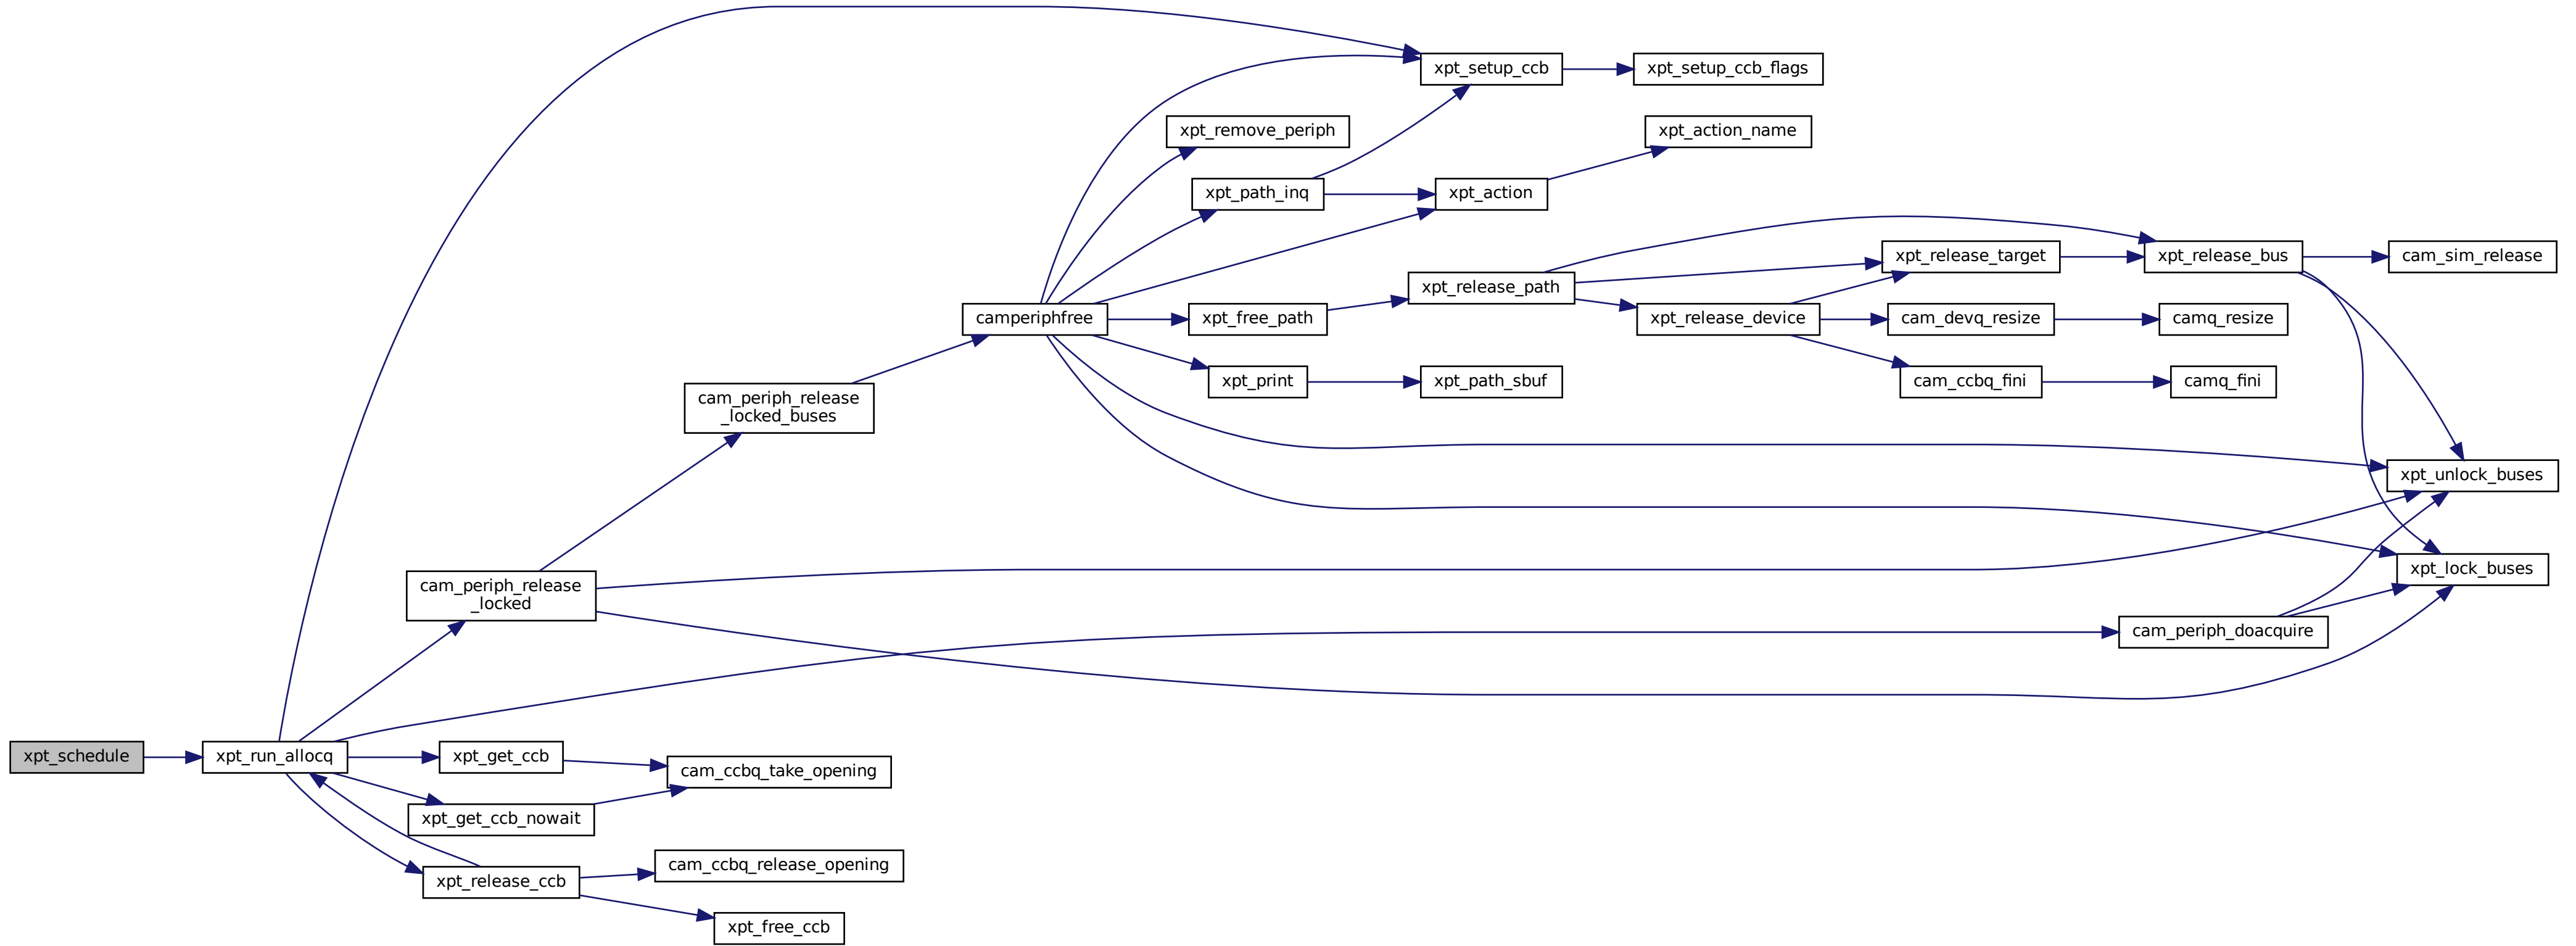 xpt_setup_ccb
xpt_setup_ccb_flags
xpt_remove_periph
xpt_action_name
xpt_path_inq
xpt_action
xpt_release_target
xpt_release_bus
cam_sim_release
xpt_release_path
camperiphfree
xpt_free_path
xpt_release_device
cam_devq_resize
camq_resize
xpt_print
xpt_path_sbuf
cam_ccbq_fini
camq_fini
cam_periph_release
_locked_buses
xpt_unlock_buses
xpt_lock_buses
cam_periph_release
_locked
cam_periph_doacquire
xpt_schedule
xpt_run_allocq
xpt_get_ccb
cam_ccbq_take_opening
xpt_get_ccb_nowait
cam_ccbq_release_opening
xpt_release_ccb
xpt_free_ccb